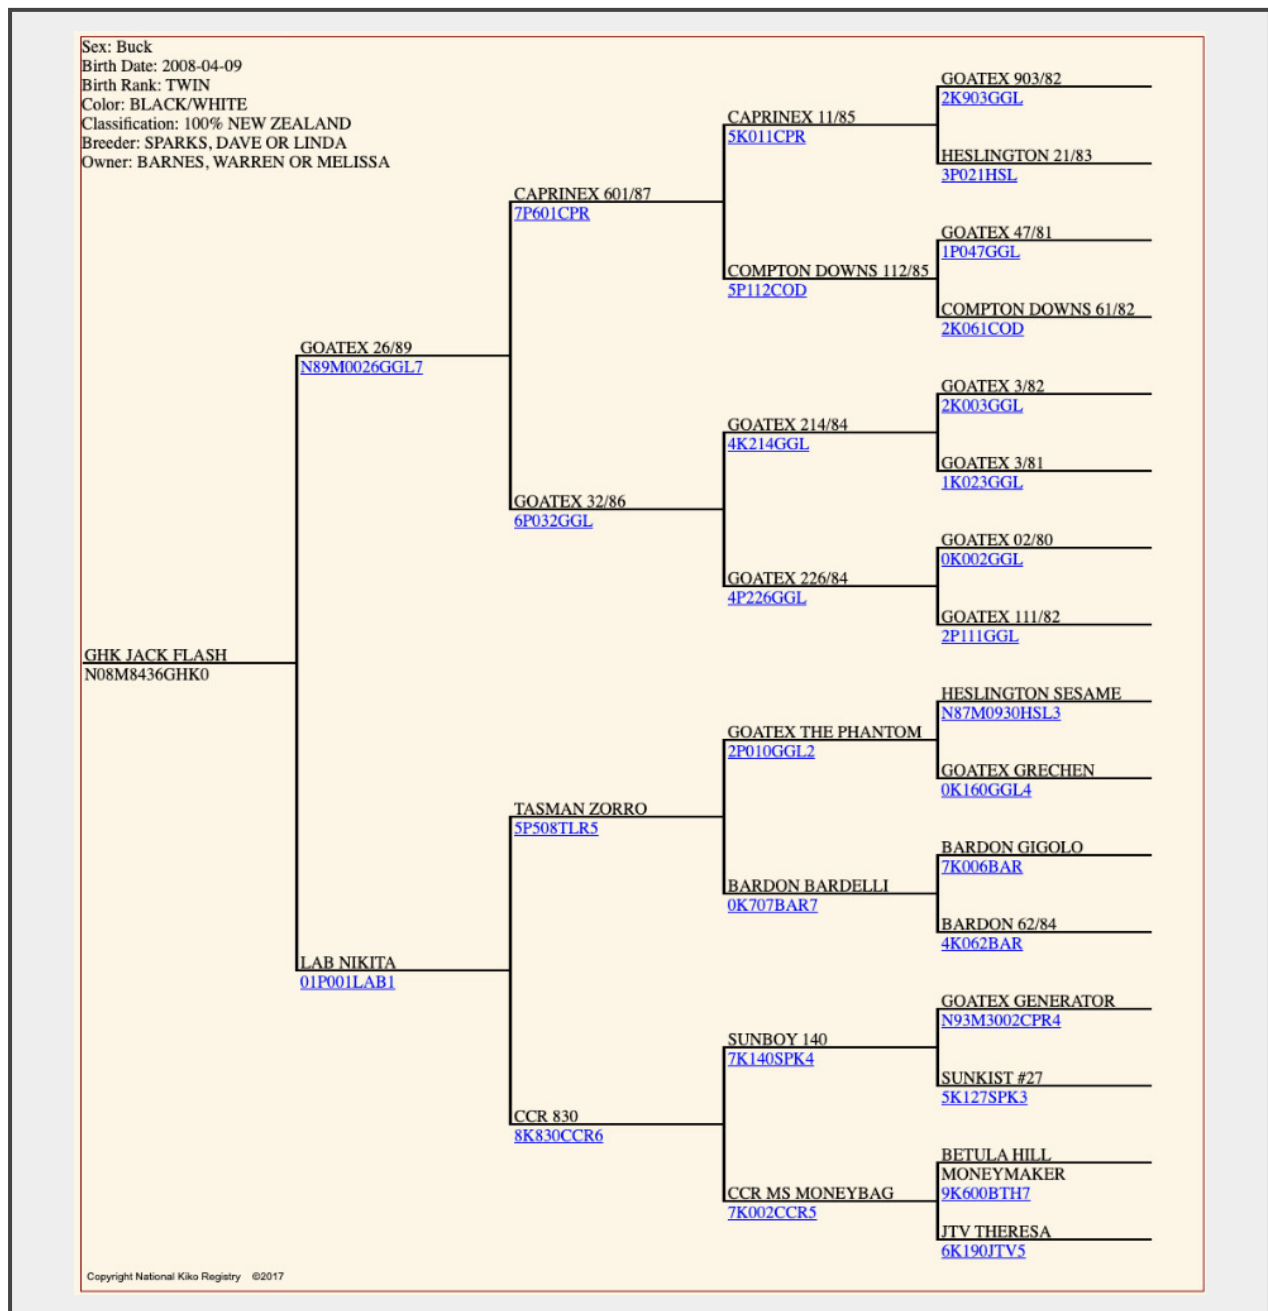 Sex: Buck
Birth Date: 2008-04-09
Birth Rank: TWIN
Color: BLACK/WHITE
Classification: 100% NEW ZEALAND
Breeder: SPARKS, DAVE OR LINDA
Owner: BARNES, WARREN OR MELISSA
GHK JACK FLASH
N08M8436GHK0
GOATEX 26/89
N89M0026GGL7
LAB NIKITA
01P001LAB1
CAPRINEX 601/87
7P601CPR
GOATEX 32/86
6P032GGL
TASMAN ZORRO
5P508TLR5
CCR 830
8K830CCR6
CAPRINEX 11/85
5K011CPR
COMPTON DOWNS 112/85
5P112COD
GOATEX 214/84
4K214GGL
GOATEX 226/84
4P226GGL
GOATEX THE PHANTOM
2P010GGL2
BARDON BARDELLI
0K707BAR7
SUNBOY 140
7K140SPK4
CCR MS MONEYBAG
7K002CCR5
GOATEX 903/82
2K903GGL
HESLINGTON 21/83
3P021HSL
GOATEX 47/81
1P047GGL
COMPTON DOWNS 61/82
2K061COD
GOATEX 3/82
2K003GGL
GOATEX 3/81
1K023GGL
GOATEX 02/80
0K002GGL
GOATEX 111/82
2P111GGL
HESLINGTON SESAME
N87M0930HSL3
GOATEX GRECHEN
0K160GGL4
BARDON GIGOLO
7K006BAR
BARDON 62/84
4K062BAR
GOATEX GENERATOR
N93M3002CPR4
SUNKIST #27
5K127SPK3
BETULA HILL
MONEYMAKER
9K600BTH7
JTV THERESA
6K190JTV5
Copyright National Kiko Registry ©2017